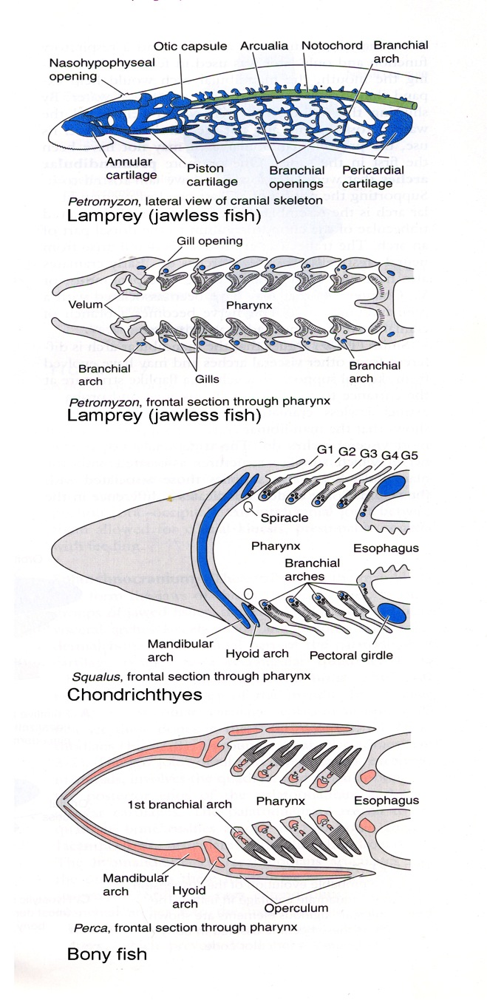 Otic capsule Arcualia Notochord Branchial
arch
Nasohypophyseal
opening
Annular
cartilage
Piston
cartilage
Branchial
openings
Pericardial
cartilage
Petromyzon, lateral view of cranial skeleton
Lamprey (jawless fish)
Gill opening
Velum
Pharynx
Branchial
arch
Gills
Branchial
arch
Petromyzon, frontal section through pharynx
Lamprey (jawless fish)
G1 G2 G3 G4 G5
Spiracle
Pharynx
Esophagus
Branchial
arches
Mandibular
arch
Hyoid arch
Pectoral girdle
Squalus, frontal section through pharynx
Chondrichthyes
1st branchial arch
Pharynx
Esophagus
Mandibular
arch
Hyoid
arch
Operculum
Perca, frontal section through pharynx
Bony fish